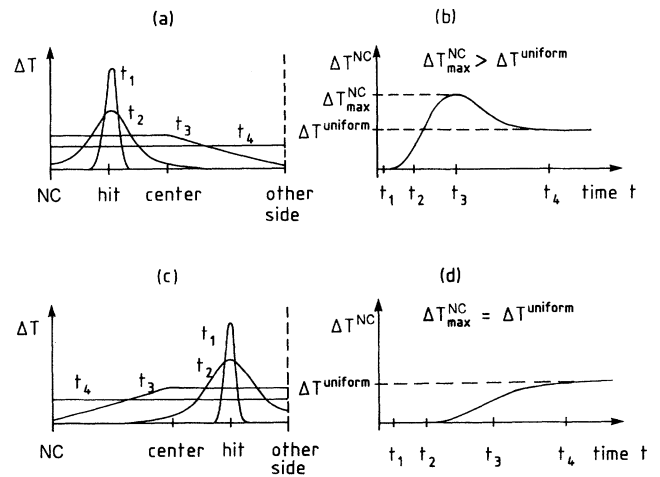 (a)
ΔT
t₁
t₂
t₃
t₄
NC hit center other
side
(b)
ΔT^NC
ΔT^NC_max > ΔT^uniform
ΔT^NC_max
ΔT^uniform
t₁ t₂ t₃ t₄ time t
(c)
ΔT
t₁
t₂
t₄ t₃
NC center hit other
side
(d)
ΔT^NC
ΔT^NC_max = ΔT^uniform
ΔT^uniform
t₁ t₂ t₃ t₄ time t